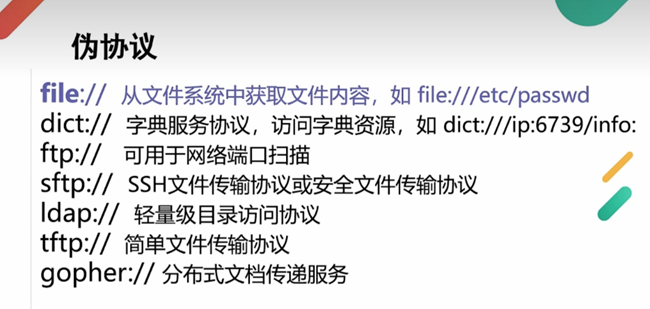 伪协议
file:// 从文件系统中获取文件内容，如 file:///etc/passwd
dict:// 字典服务协议，访问字典资源，如 dict:///ip:6739/info:
ftp:// 可用于网络端口扫描
sftp:// SSH文件传输协议或安全文件传输协议
ldap:// 轻量级目录访问协议
tftp:// 简单文件传输协议
gopher:// 分布式文档传递服务